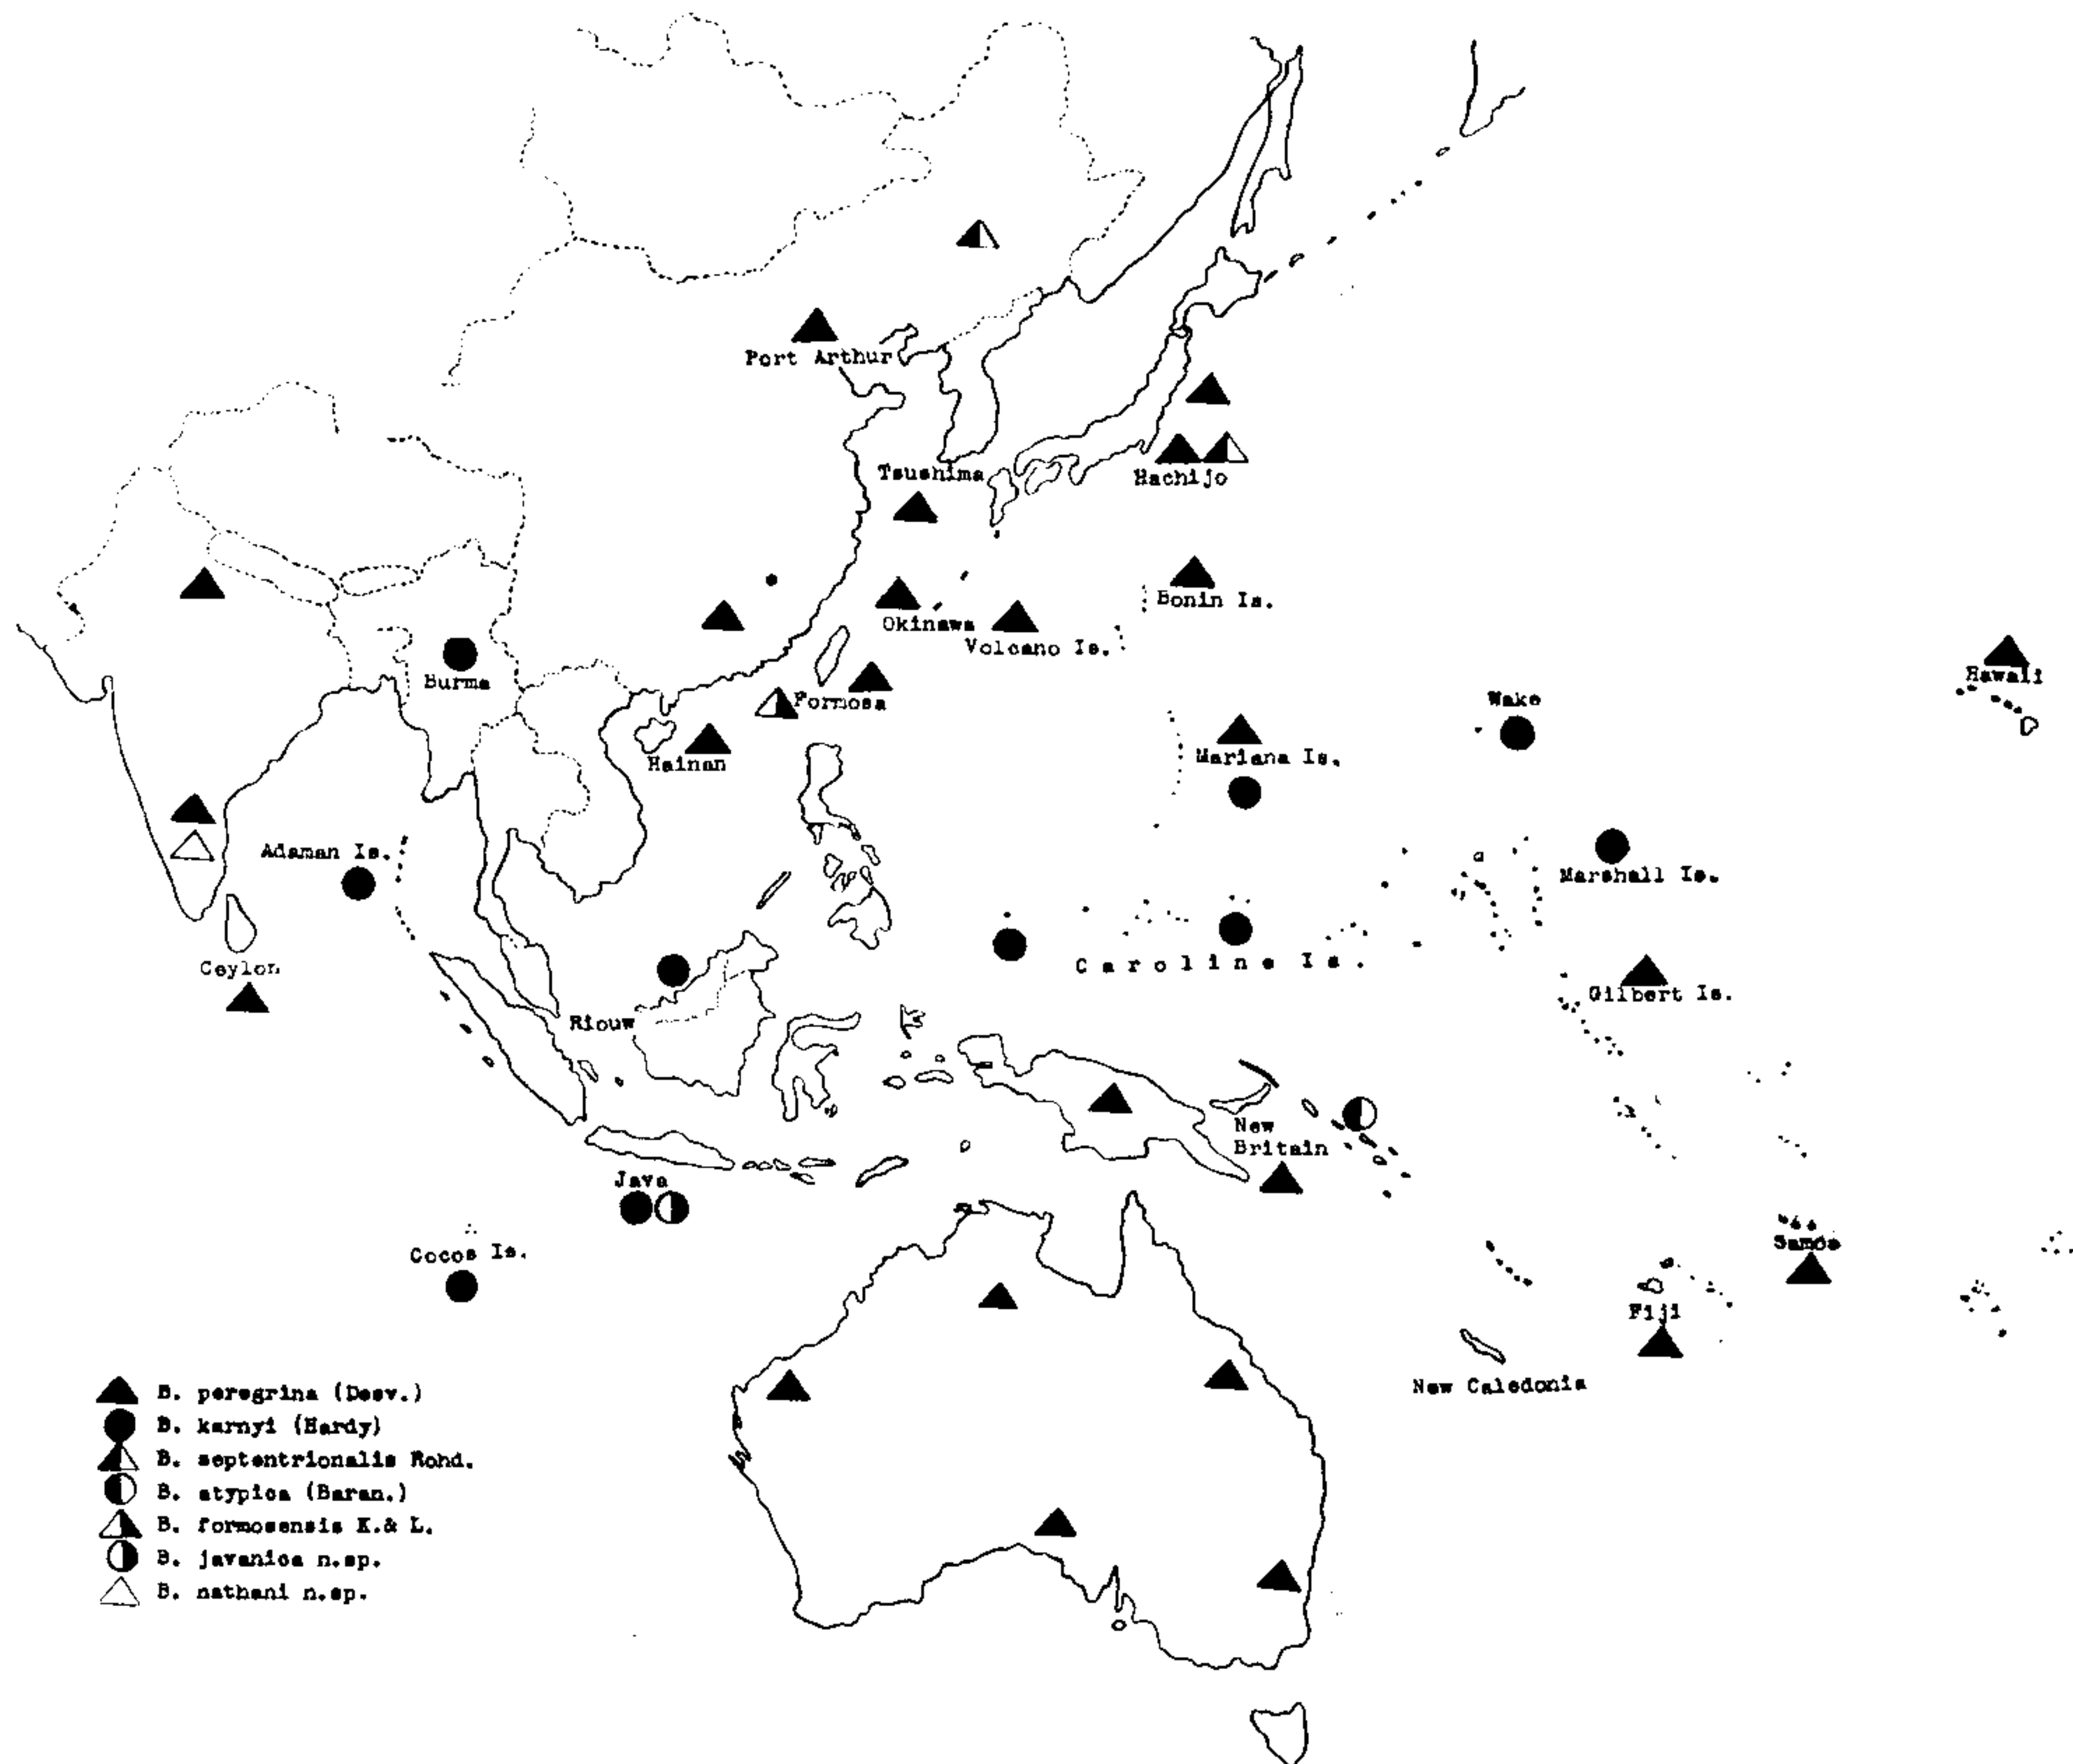 Port Arthur
Tsushima
Hachijo
Bonin Is.
Okinawa
Volcano Is.
Burma
Formosa
Hawaii
Wake
Hainan
Mariana Is.
Adaman Is.
Marshall Is.
Ceylon
Caroline Is.
Gilbert Is.
Riouw
New
Britain
Java
Samoa
Cocos Is.
Fiji
New Caledonia
B. peregrina (Desv.)
B. karnyi (Hardy)
B. septentrionalis Rohd.
B. atypica (Baran.)
B. formosensis K.& L.
B. javanica n.sp.
B. nathani n.sp.